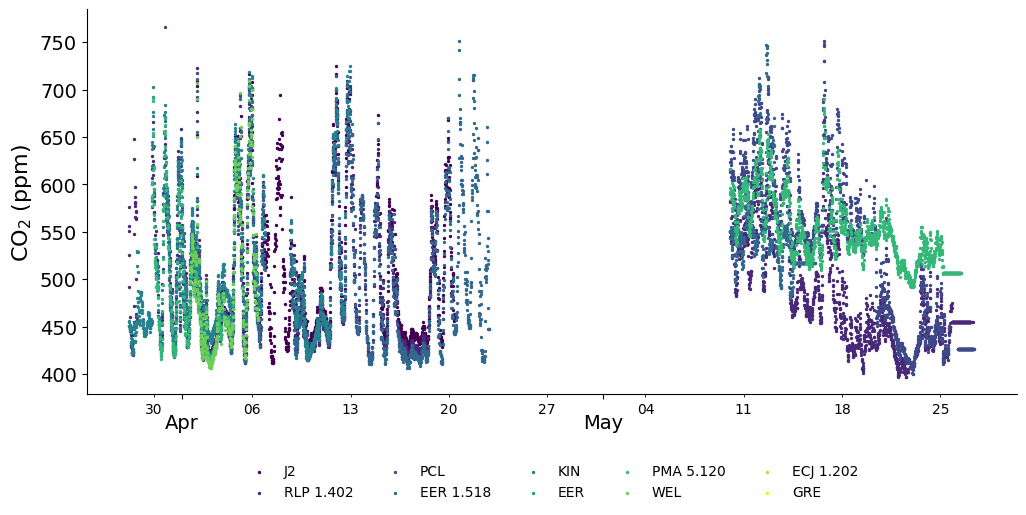 CO₂ (ppm)
750
700
650
600
550
500
450
400
30 06 13 20 27 04 11 18 25
Apr May
J2 PCL KIN PMA 5.120 ECJ 1.202
RLP 1.402 EER 1.518 EER WEL GRE